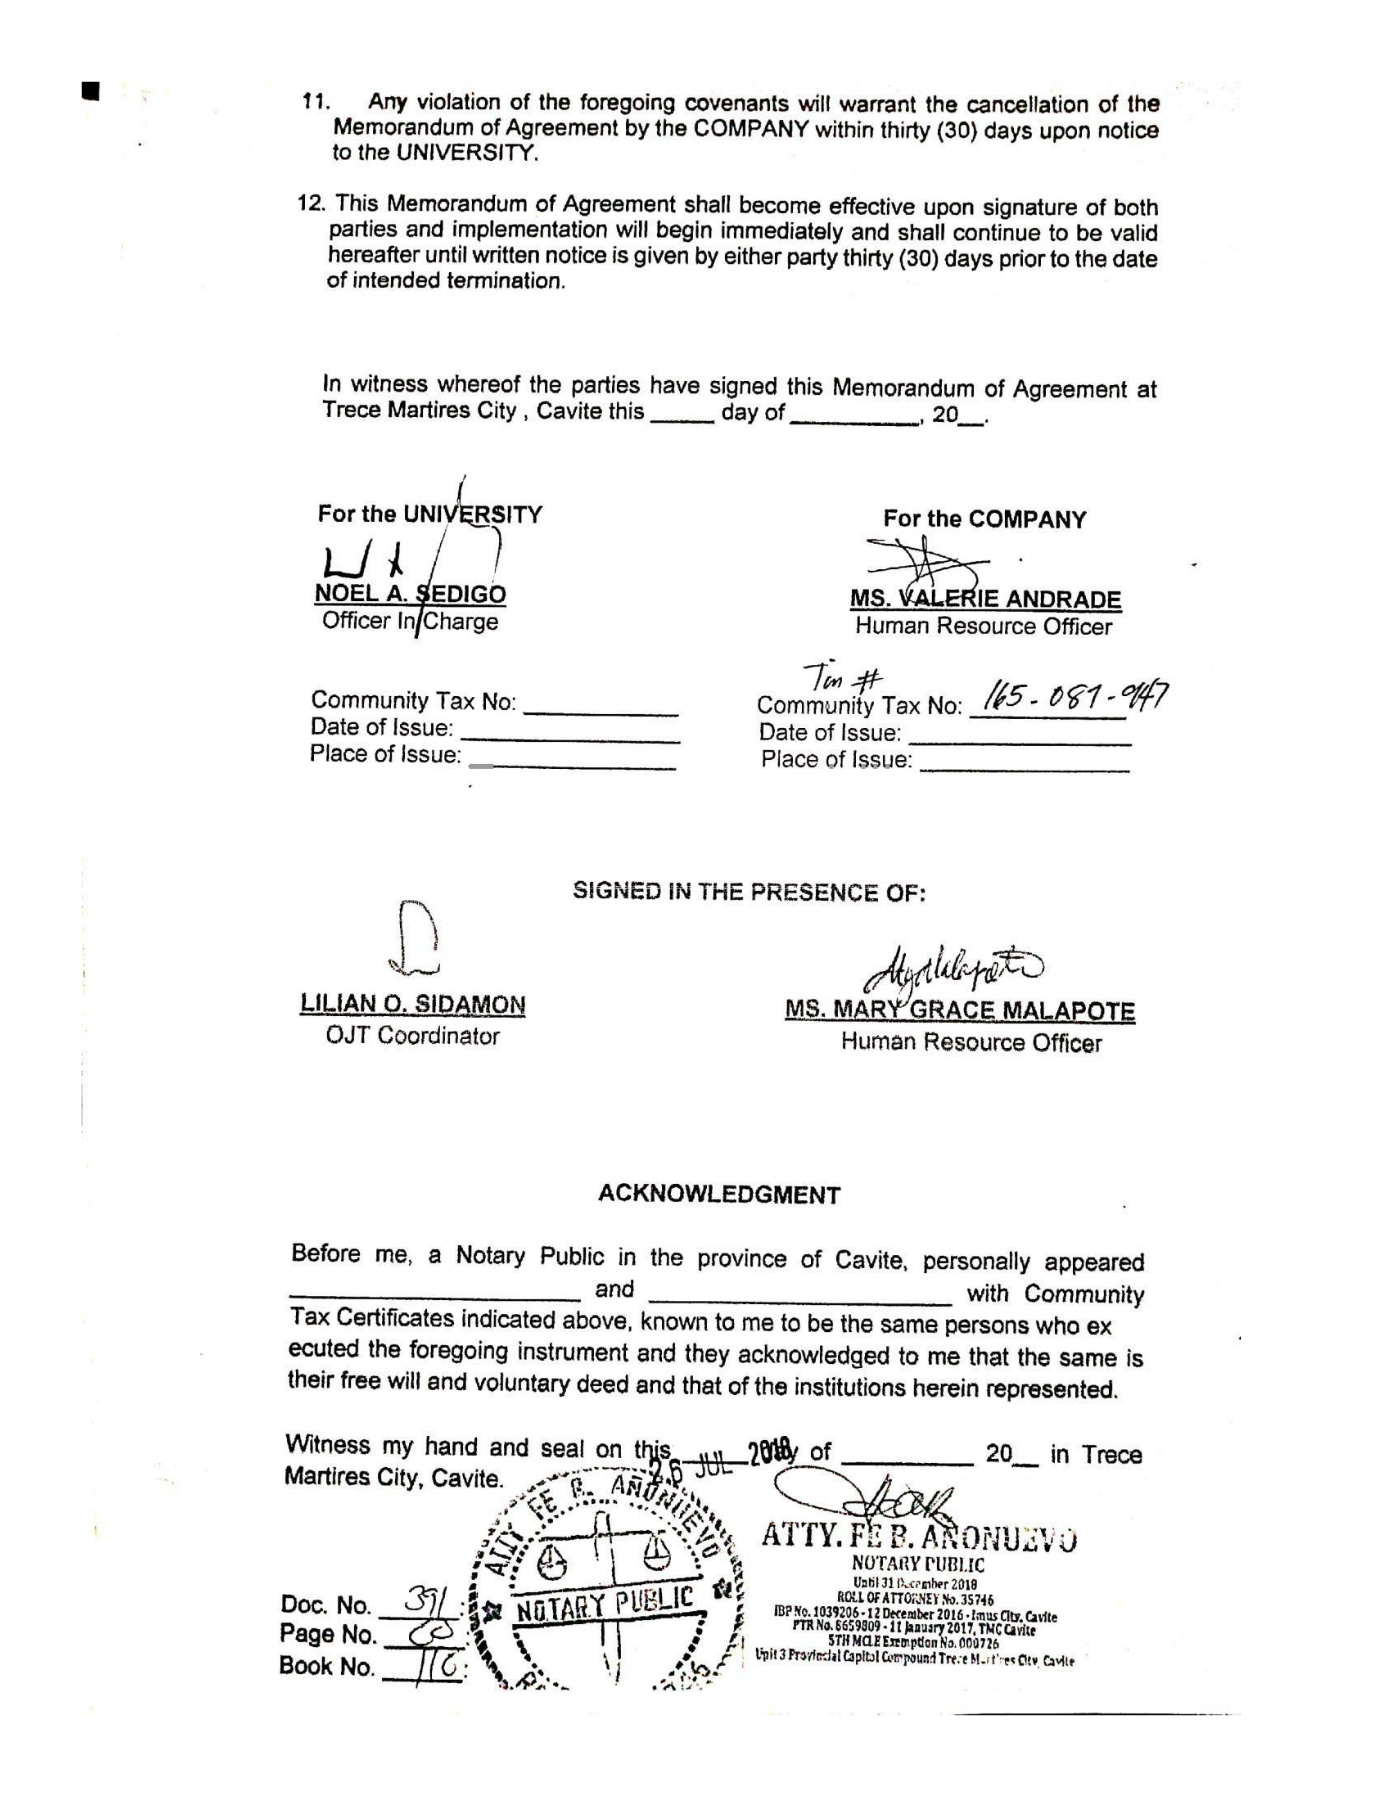 11. Any violation of the foregoing covenants will warrant the cancellation of the
Memorandum of Agreement by the COMPANY within thirty (30) days upon notice
to the UNIVERSITY.
12. This Memorandum of Agreement shall become effective upon signature of both
parties and implementation will begin immediately and shall continue to be valid
hereafter until written notice is given by either party thirty (30) days prior to the date
of intended termination.
In witness whereof the parties have signed this Memorandum of Agreement at
Trece Martires City , Cavite this _____ day of __________, 20__.
For the UNIVERSITY
NOEL A. SEDIGO
Officer In Charge
Community Tax No: ____________
Date of Issue: _________________
Place of Issue: ________________
For the COMPANY
MS. VALERIE ANDRADE
Human Resource Officer
Tin #
Community Tax No: 165-087-947
Date of Issue: _________________
Place of Issue: ________________
SIGNED IN THE PRESENCE OF:
LILIAN O. SIDAMON
OJT Coordinator
MS. MARY GRACE MALAPOTE
Human Resource Officer
ACKNOWLEDGMENT
Before me, a Notary Public in the province of Cavite, personally appeared
_______________________ and ________________________ with Community
Tax Certificates indicated above, known to me to be the same persons who ex
ecuted the foregoing instrument and they acknowledged to me that the same is
their free will and voluntary deed and that of the institutions herein represented.
Witness my hand and seal on this 26 JUL 2018 of __________ 20__ in Trece
Martires City, Cavite.
ATTY FE B. AÑONUEVO
NOTARY PUBLIC
ATTY. FE B. AÑONUEVO
NOTARY PUBLIC
Until 31 December 2018
ROLL OF ATTORNEY No. 35746
IBP No. 1039206 - 12 December 2016 - Imus City, Cavite
PTR No. 6659809 - 11 January 2017, TMC Cavite
5TH MCLE Exemption No. 000726
Unit 3 Provincial Capitol Compound Trece Martires City, Cavite
Doc. No. 391;
Page No. 80;
Book No. 116;